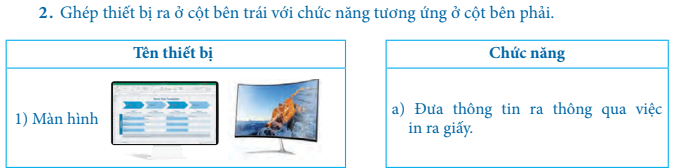 2. Ghép thiết bị ra ở cột bên trái với chức năng tương ứng ở cột bên phải.
Tên thiết bị
1) Màn hình
Chức năng
a) Đưa thông tin ra thông qua việc
in ra giấy.